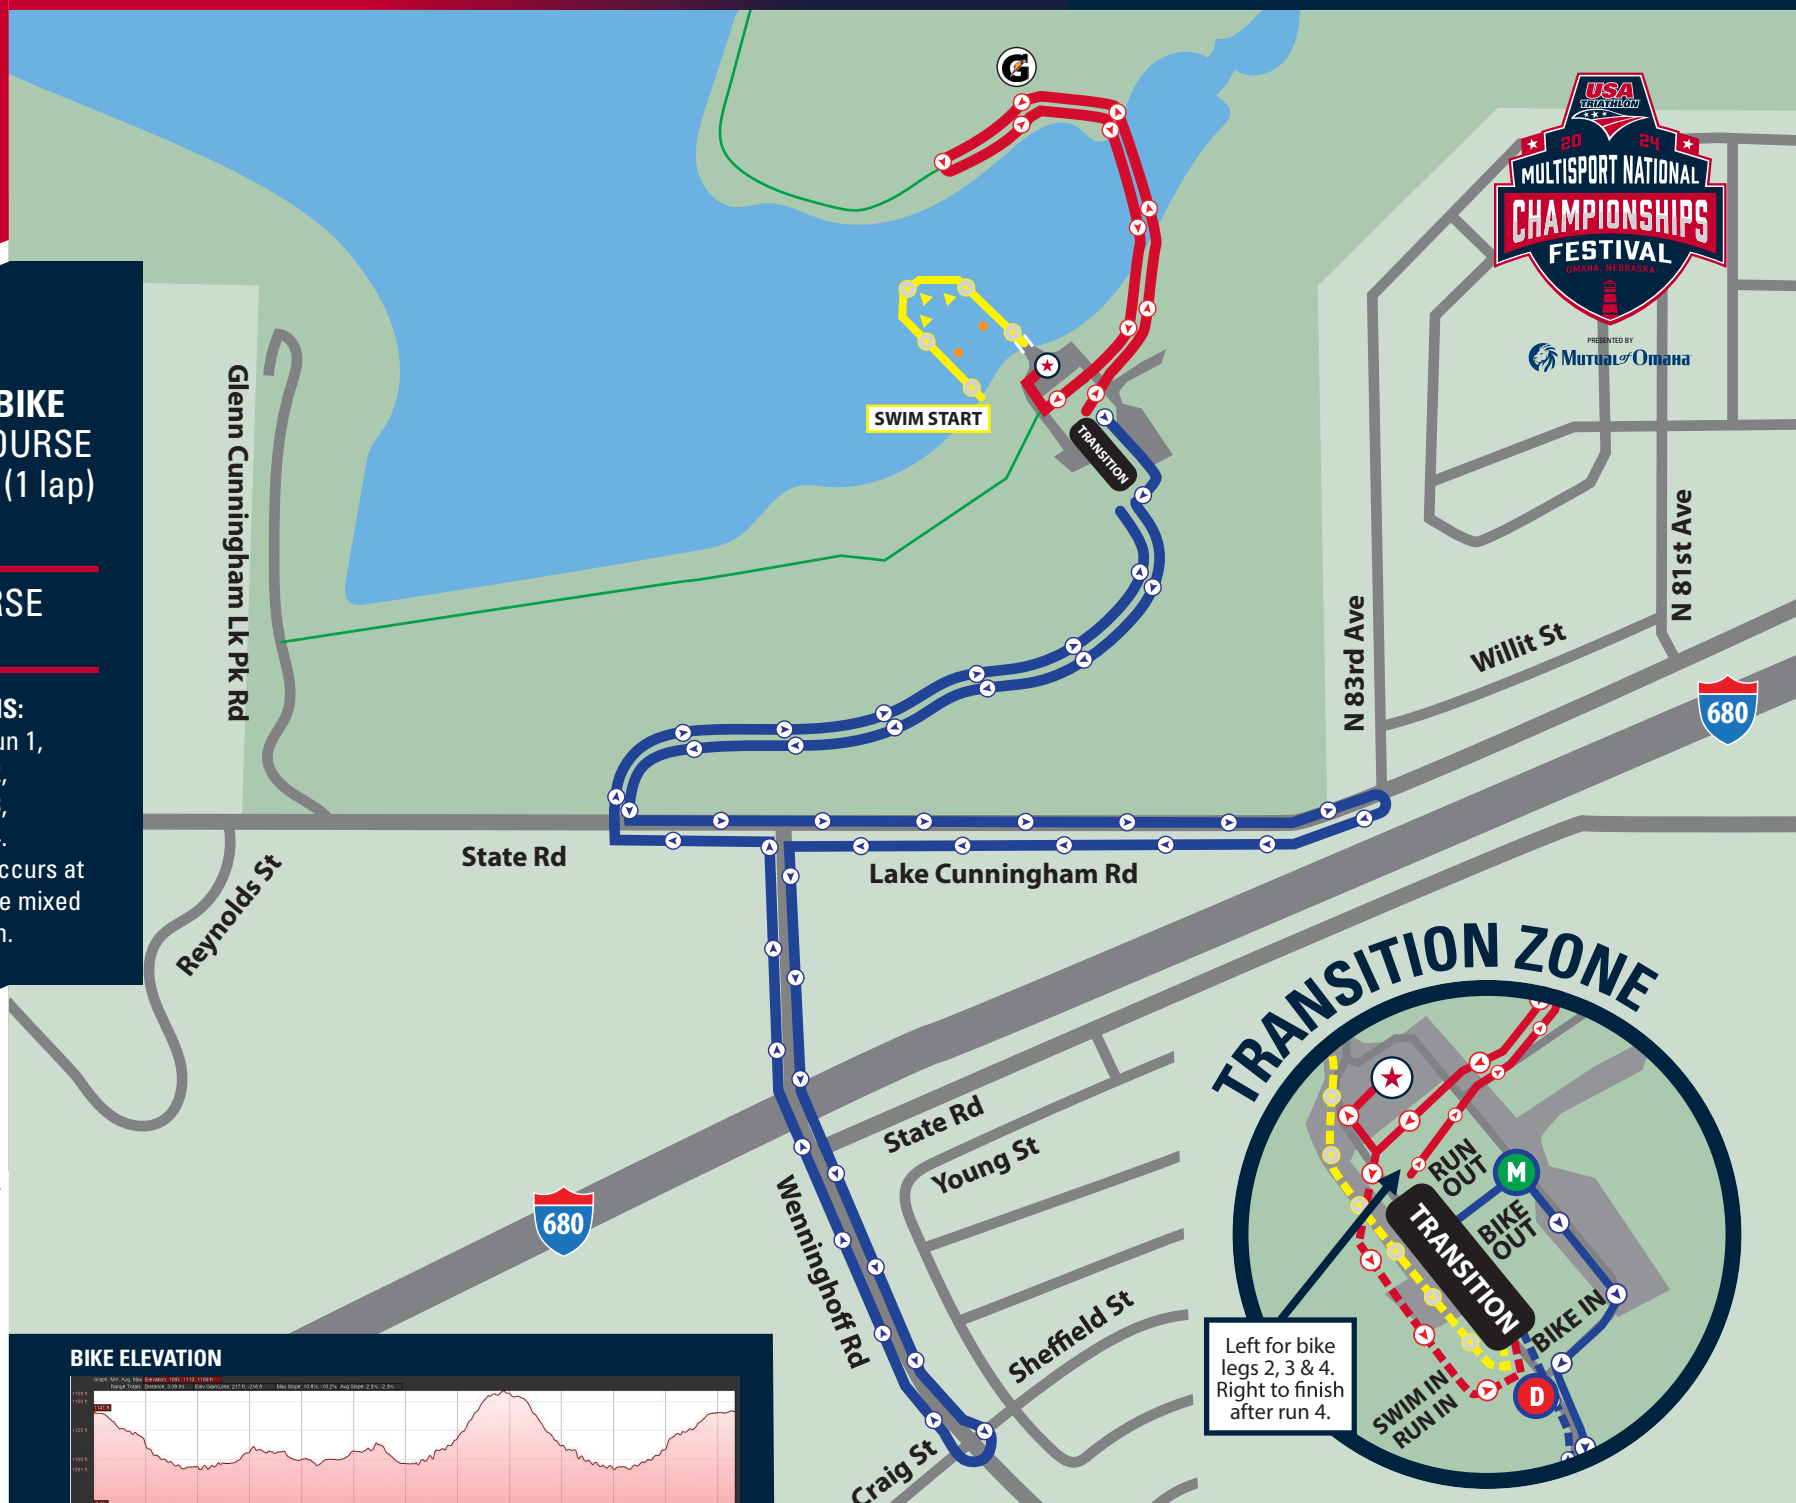 G
USA
TRIATHLON
20 24
MULTISPORT NATIONAL
CHAMPIONSHIPS
FESTIVAL
OMAHA, NEBRASKA
PRESENTED BY
Mutual of Omaha
SWIM START
TRANSITION
Glenn Cunningham Lk Pk Rd
BIKE
OURSE
(1 lap)
RSE
NS:
un 1,
ccurs at
e mixed
n.
N 81st Ave
N 83rd Ave
Willit St
680
State Rd
Lake Cunningham Rd
Reynolds St
State Rd
Young St
Wenninghoff Rd
680
Sheffield St
Craig St
TRANSITION ZONE
RUN
OUT
M
BIKE
OUT
TRANSITION
BIKE IN
D
SWIM IN
RUN IN
Left for bike
legs 2, 3 & 4.
Right to finish
after run 4.
BIKE ELEVATION